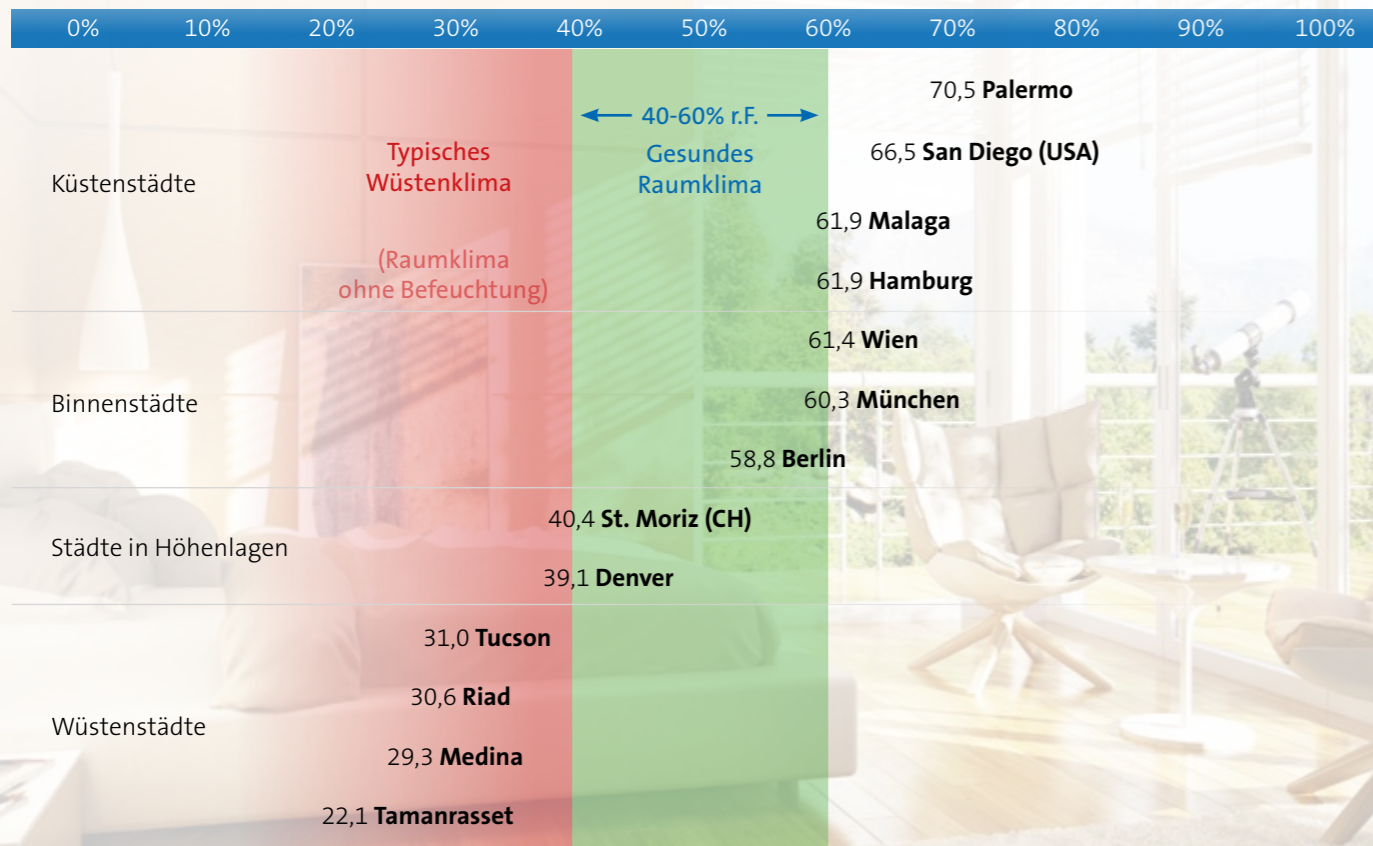 0% 10% 20% 30% 40% 50% 60% 70% 80% 90% 100%
70,5 Palermo
40-60% r.F.
Gesundes
Raumklima
Typisches
Wüstenklima
66,5 San Diego (USA)
Küstenstädte
61,9 Malaga
(Raumklima
ohne Befeuchtung)
61,9 Hamburg
61,4 Wien
Binnenstädte
60,3 München
58,8 Berlin
40,4 St. Moriz (CH)
Städte in Höhenlagen
39,1 Denver
31,0 Tucson
30,6 Riad
Wüstenstädte
29,3 Medina
22,1 Tamanrasset